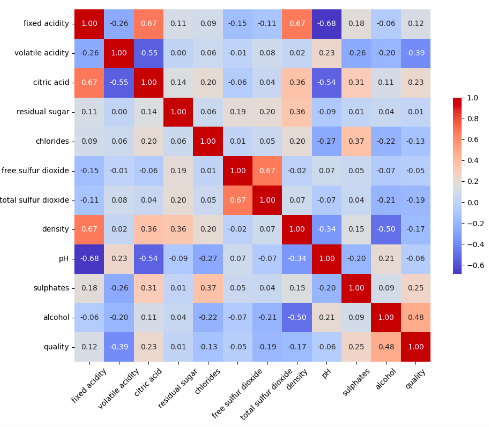 fixed acidity 1.00 -0.26 0.67 0.11 0.09 -0.15 -0.11 0.67 -0.68 0.18 -0.06 0.12
volatile acidity -0.26 1.00 -0.55 0.00 0.06 -0.01 0.08 0.02 0.23 -0.26 -0.20 -0.39
citric acid 0.67 -0.55 1.00 0.14 0.20 -0.06 0.04 0.36 -0.54 0.31 0.11 0.23
residual sugar 0.11 0.00 0.14 1.00 0.06 0.19 0.20 0.36 -0.09 0.01 0.04 0.01
chlorides 0.09 0.06 0.20 0.06 1.00 0.01 0.05 0.20 -0.27 0.37 -0.22 -0.13
free sulfur dioxide -0.15 -0.01 -0.06 0.19 0.01 1.00 0.67 -0.02 0.07 0.05 -0.07 -0.05
total sulfur dioxide -0.11 0.08 0.04 0.20 0.05 0.67 1.00 0.07 -0.07 0.04 -0.21 -0.19
density 0.67 0.02 0.36 0.36 0.20 -0.02 0.07 1.00 -0.34 0.15 -0.50 -0.17
pH -0.68 0.23 -0.54 -0.09 -0.27 0.07 -0.07 -0.34 1.00 -0.20 0.21 -0.06
sulphates 0.18 -0.26 0.31 0.01 0.37 0.05 0.04 0.15 -0.20 1.00 0.09 0.25
alcohol -0.06 -0.20 0.11 0.04 -0.22 -0.07 -0.21 -0.50 0.21 0.09 1.00 0.48
quality 0.12 -0.39 0.23 0.01 -0.13 -0.05 -0.19 -0.17 -0.06 0.25 0.48 1.00
fixed acidity volatile acidity citric acid residual sugar chlorides free sulfur dioxide total sulfur dioxide density pH sulphates alcohol quality
1.0
0.8
0.6
0.4
0.2
0.0
−0.2
−0.4
−0.6